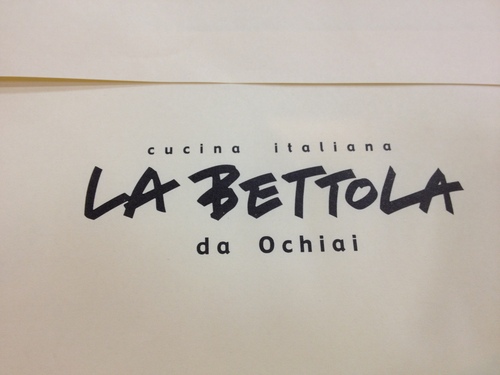 cucina italiana
LA BETTOLA
da Ochiai